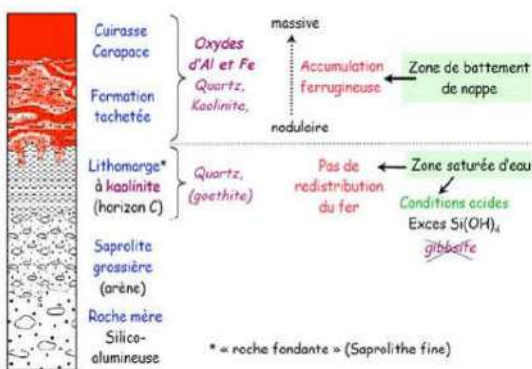 Cuirasse
Carapace
Formation
tachetée
Oxydes
d'Al et Fe
Quartz,
Kaolinite,
massive
Accumulation
ferrugineuse
nodulaire
Zone de battement
de nappe
Lithomarge*
à kaolinite
(horizon C)
Quartz,
(goethite)
Pas de
redistribution
du fer
Zone saturée d'eau
Conditions acides
Exces Si(OH)4
gibbsite
Saprolite
grossière
(arène)
Roche mère
Silico-
alumineuse
* « roche fondante » (Saprolithe fine)